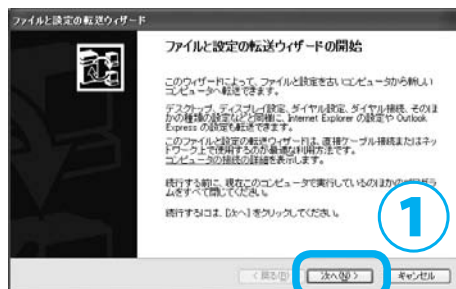 ファイルと設定の転送ウィザード
ファイルと設定の転送ウィザードの開始
このウィザードによって、ファイルと設定を古いコンピュータから新しい
コンピュータへ転送できます。
デスクトップ、ディスプレイ設定、ダイヤル設定、ダイヤル接続、そのほ
かの種類の設定などと同様に、Internet Explorer の設定や Outlook
Express の設定も転送できます。
このファイルと設定の転送ウィザードは、直接ケーブル接続またはネッ
トワーク上で使用するのが最適な利用方法です。
コンピュータの接続の詳細を表示します。
続行する前に、現在このコンピュータで実行しているのほかのプログラ
ムをすべて閉じてください。
続行するには、[次へ] をクリックしてください。
1
< 戻る(B)
次へ(N) >
キャンセル